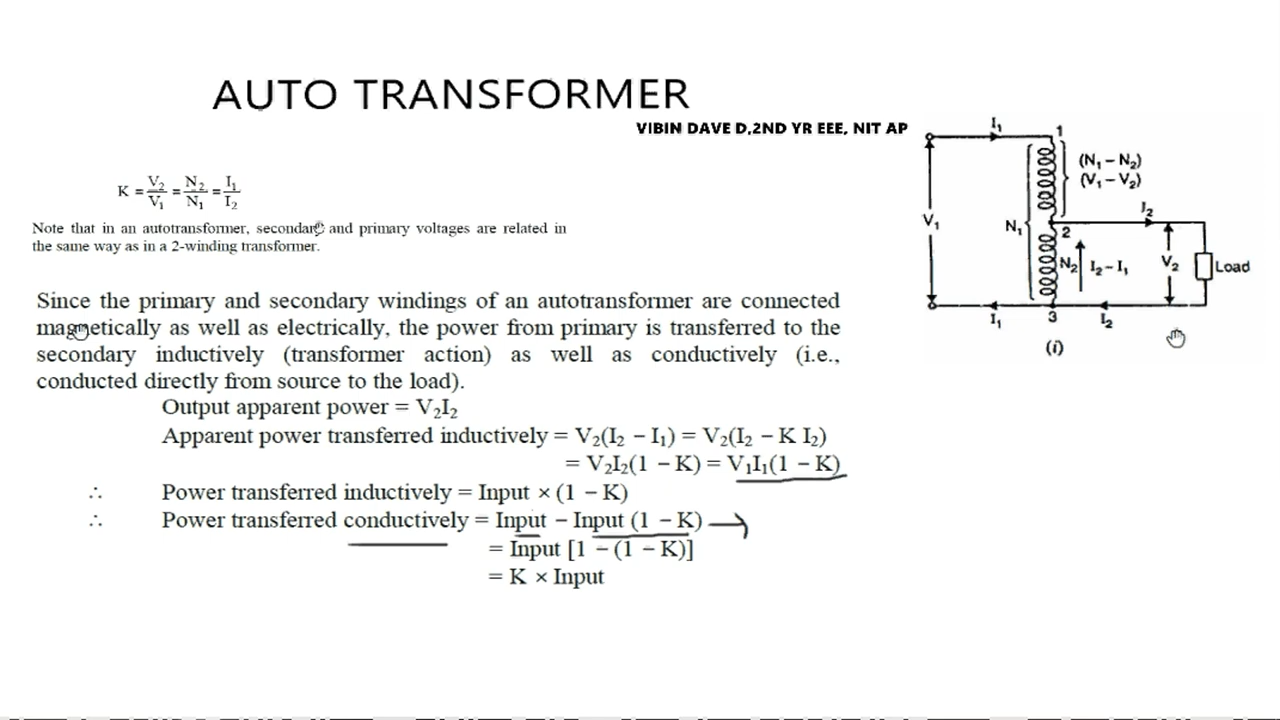 AUTO TRANSFORMER
VIBIN DAVE D,2ND YR EEE, NIT AP
K = V₂/V₁ = N₂/N₁ = I₁/I₂
Note that in an autotransformer, secondary and primary voltages are related in
the same way as in a 2-winding transformer.
Since the primary and secondary windings of an autotransformer are connected
magnetically as well as electrically, the power from primary is transferred to the
secondary inductively (transformer action) as well as conductively (i.e.,
conducted directly from source to the load).
Output apparent power = V₂I₂
Apparent power transferred inductively = V₂(I₂ − I₁) = V₂(I₂ − K I₂)
= V₂I₂(1 − K) = V₁I₁(1 − K)
∴ Power transferred inductively = Input × (1 − K)
∴ Power transferred conductively = Input − Input (1 − K)
= Input [1 − (1 − K)]
= K × Input
I₁
1
(N₁ − N₂)
(V₁ − V₂)
I₂
V₁
N₁
2
N₂
I₂ − I₁
V₂
Load
I₁
3
I₂
(i)